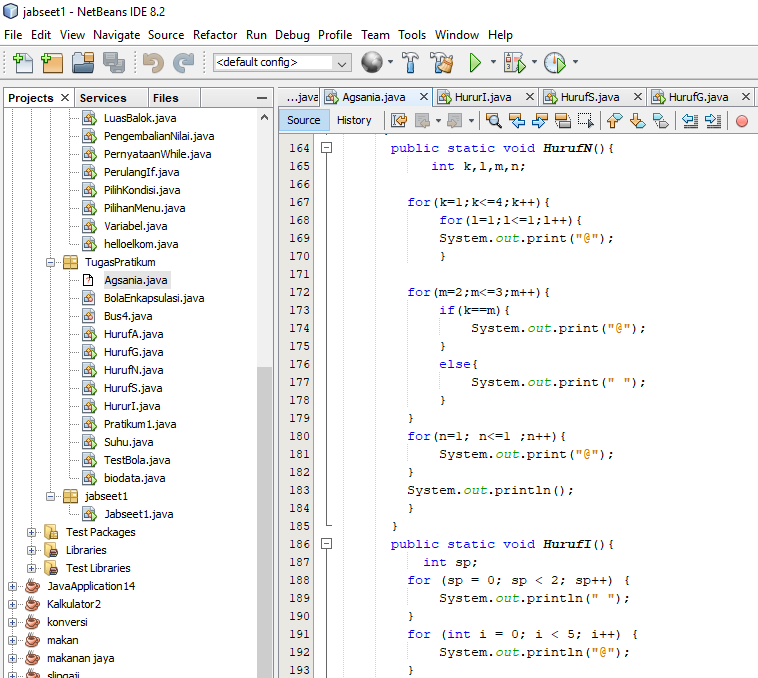 jabseet1 - NetBeans IDE 8.2
File Edit View Navigate Source Refactor Run Debug Profile Team Tools Window Help
<default config>
Projects Services Files
LuasBalok.java
PengembalianNilai.java
PernyataanWhile.java
PerulangIf.java
PilihKondisi.java
PilihanMenu.java
Variabel.java
helloelkom.java
TugasPratikum
Agsania.java
BolaEnkapsulasi.java
Bus4.java
HurufA.java
HurufG.java
HurufN.java
HurufS.java
HururI.java
Pratikum1.java
Suhu.java
TestBola.java
biodata.java
jabseet1
Jabseet1.java
Test Packages
Libraries
Test Libraries
JavaApplication14
Kalkulator2
konversi
makan
makanan jaya
slipgaji
...java Agsania.java HururI.java HurufS.java HurufG.java
Source History
164 public static void HurufN(){
165 int k,l,m,n;
166
167 for(k=1;k<=4;k++){
168 for(l=1;l<=1;l++){
169 System.out.print("@");
170 }
171
172 for(m=2;m<=3;m++){
173 if(k==m){
174 System.out.print("@");
175 }
176 else{
177 System.out.print(" ");
178 }
179 }
180 for(n=1; n<=1 ;n++){
181 System.out.print("@");
182 }
183 System.out.println();
184 }
185 }
186 public static void HurufI(){
187 int sp;
188 for (sp = 0; sp < 2; sp++) {
189 System.out.println(" ");
190 }
191 for (int i = 0; i < 5; i++) {
192 System.out.println("@");
193 }